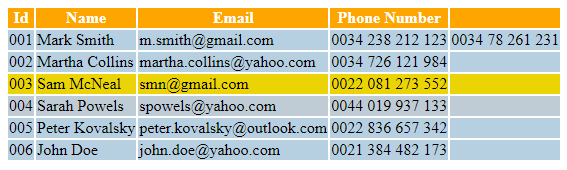 Id Name Email Phone Number
001 Mark Smith m.smith@gmail.com 0034 238 212 123 0034 78 261 231
002 Martha Collins martha.collins@yahoo.com 0034 726 121 984
003 Sam McNeal smn@gmail.com 0022 081 273 552
004 Sarah Powels spowels@yahoo.com 0044 019 937 133
005 Peter Kovalsky peter.kovalsky@outlook.com 0022 836 657 342
006 John Doe john.doe@yahoo.com 0021 384 482 173